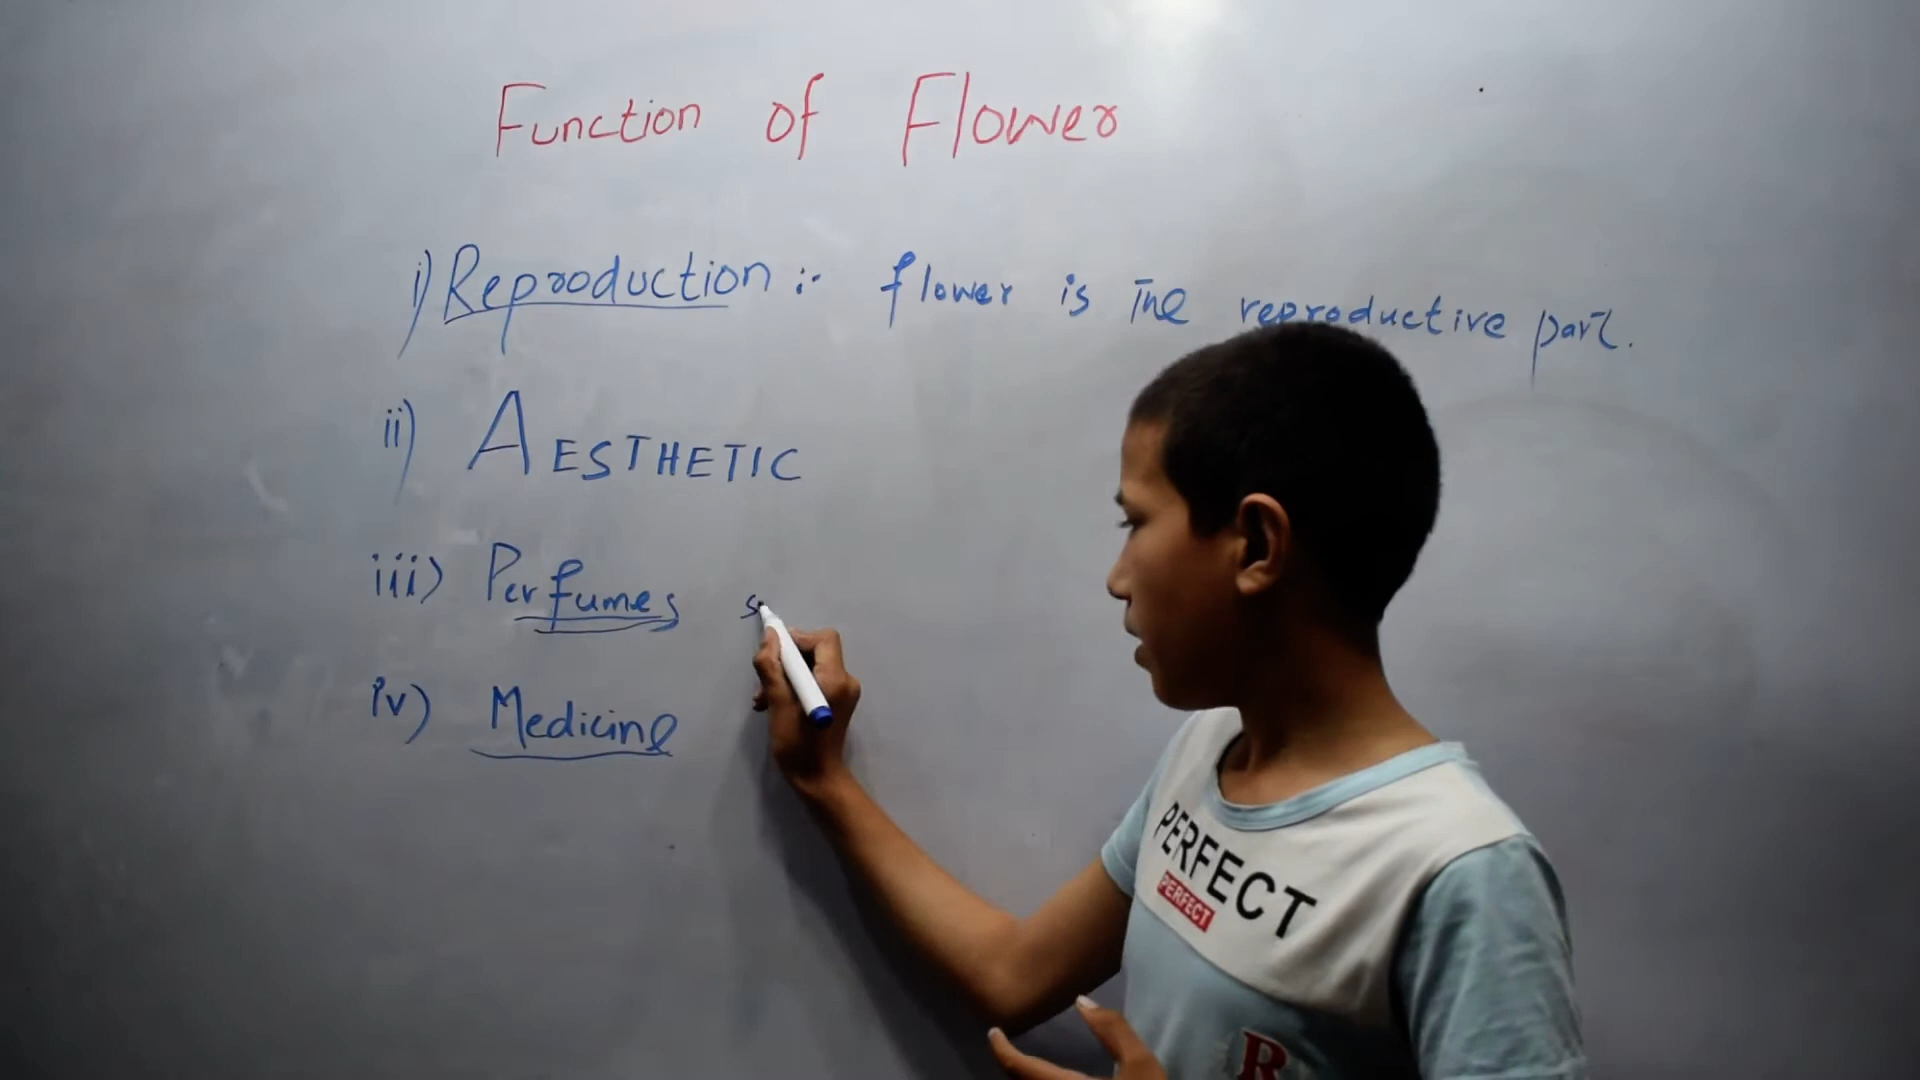 Function of Flower
i) Reproduction :- flower is the reproductive part.
ii) AESTHETIC
iii) Perfumes s
iv) Medicine
PERFECT
PERFECT
R